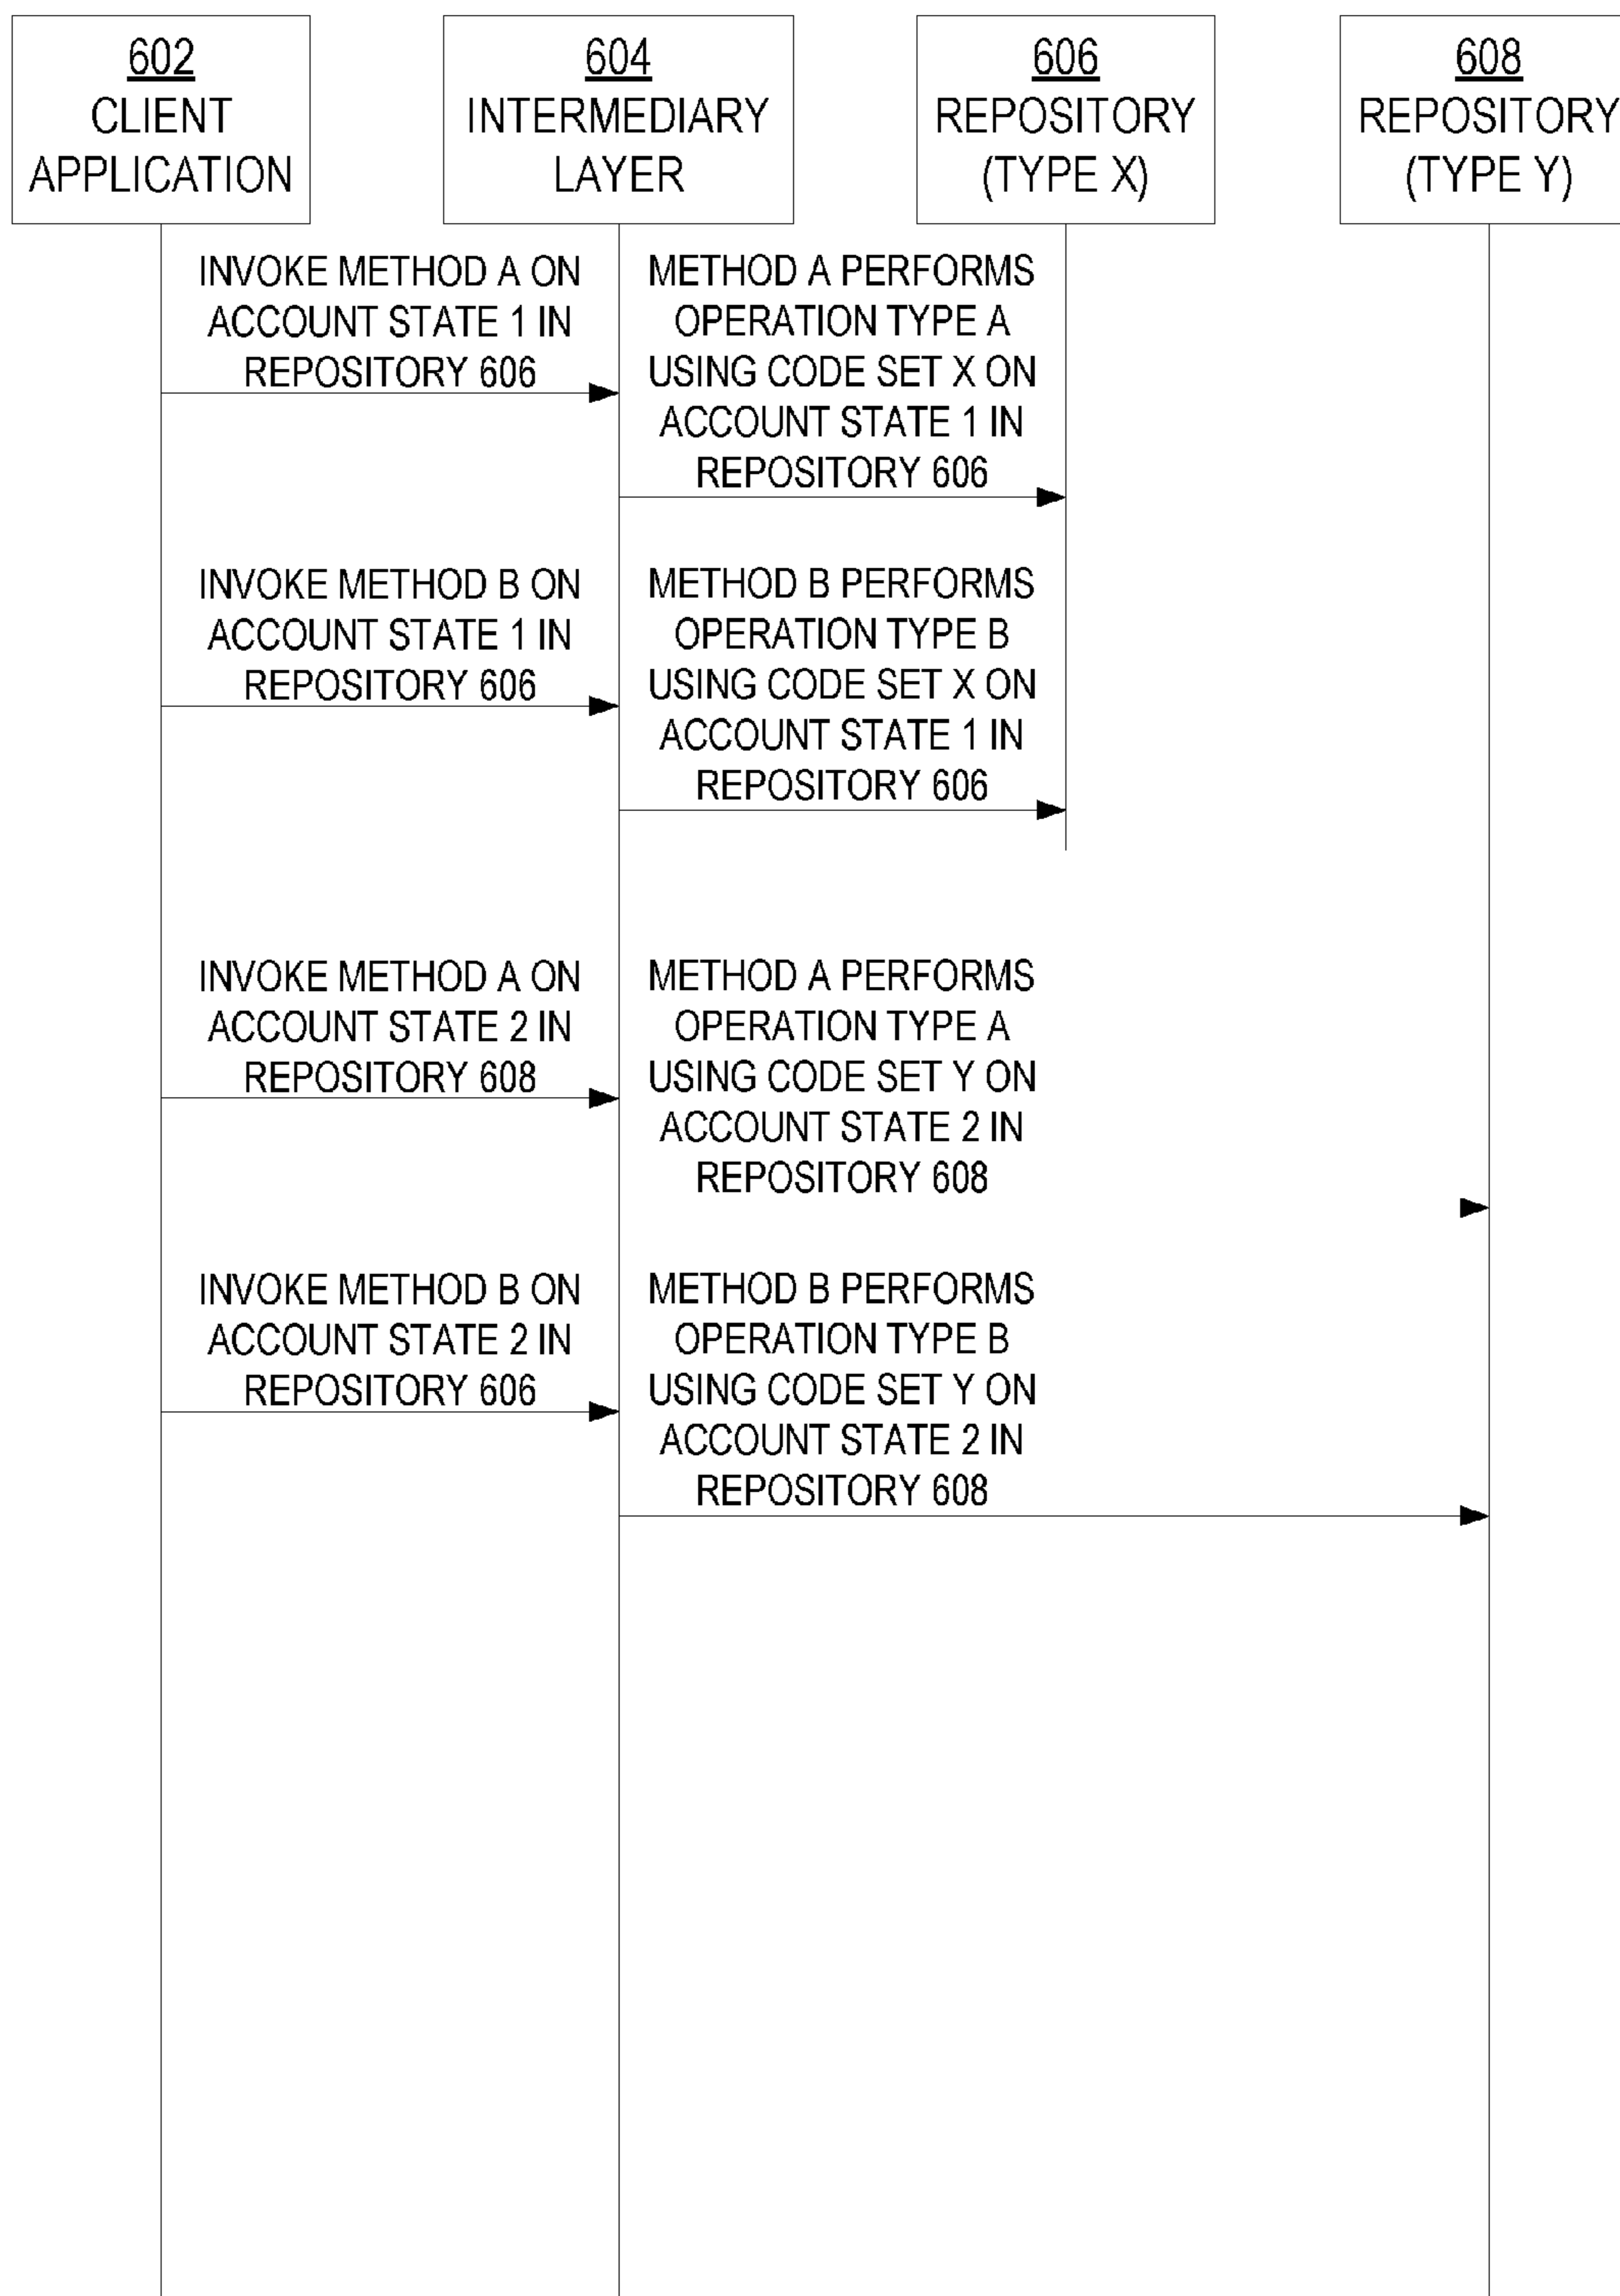 602
CLIENT
APPLICATION
604
INTERMEDIARY
LAYER
606
REPOSITORY
(TYPE X)
608
REPOSITORY
(TYPE Y)
INVOKE METHOD A ON
ACCOUNT STATE 1 IN
REPOSITORY 606
METHOD A PERFORMS
OPERATION TYPE A
USING CODE SET X ON
ACCOUNT STATE 1 IN
REPOSITORY 606
INVOKE METHOD B ON
ACCOUNT STATE 1 IN
REPOSITORY 606
METHOD B PERFORMS
OPERATION TYPE B
USING CODE SET X ON
ACCOUNT STATE 1 IN
REPOSITORY 606
INVOKE METHOD A ON
ACCOUNT STATE 2 IN
REPOSITORY 608
METHOD A PERFORMS
OPERATION TYPE A
USING CODE SET Y ON
ACCOUNT STATE 2 IN
REPOSITORY 608
INVOKE METHOD B ON
ACCOUNT STATE 2 IN
REPOSITORY 606
METHOD B PERFORMS
OPERATION TYPE B
USING CODE SET Y ON
ACCOUNT STATE 2 IN
REPOSITORY 608